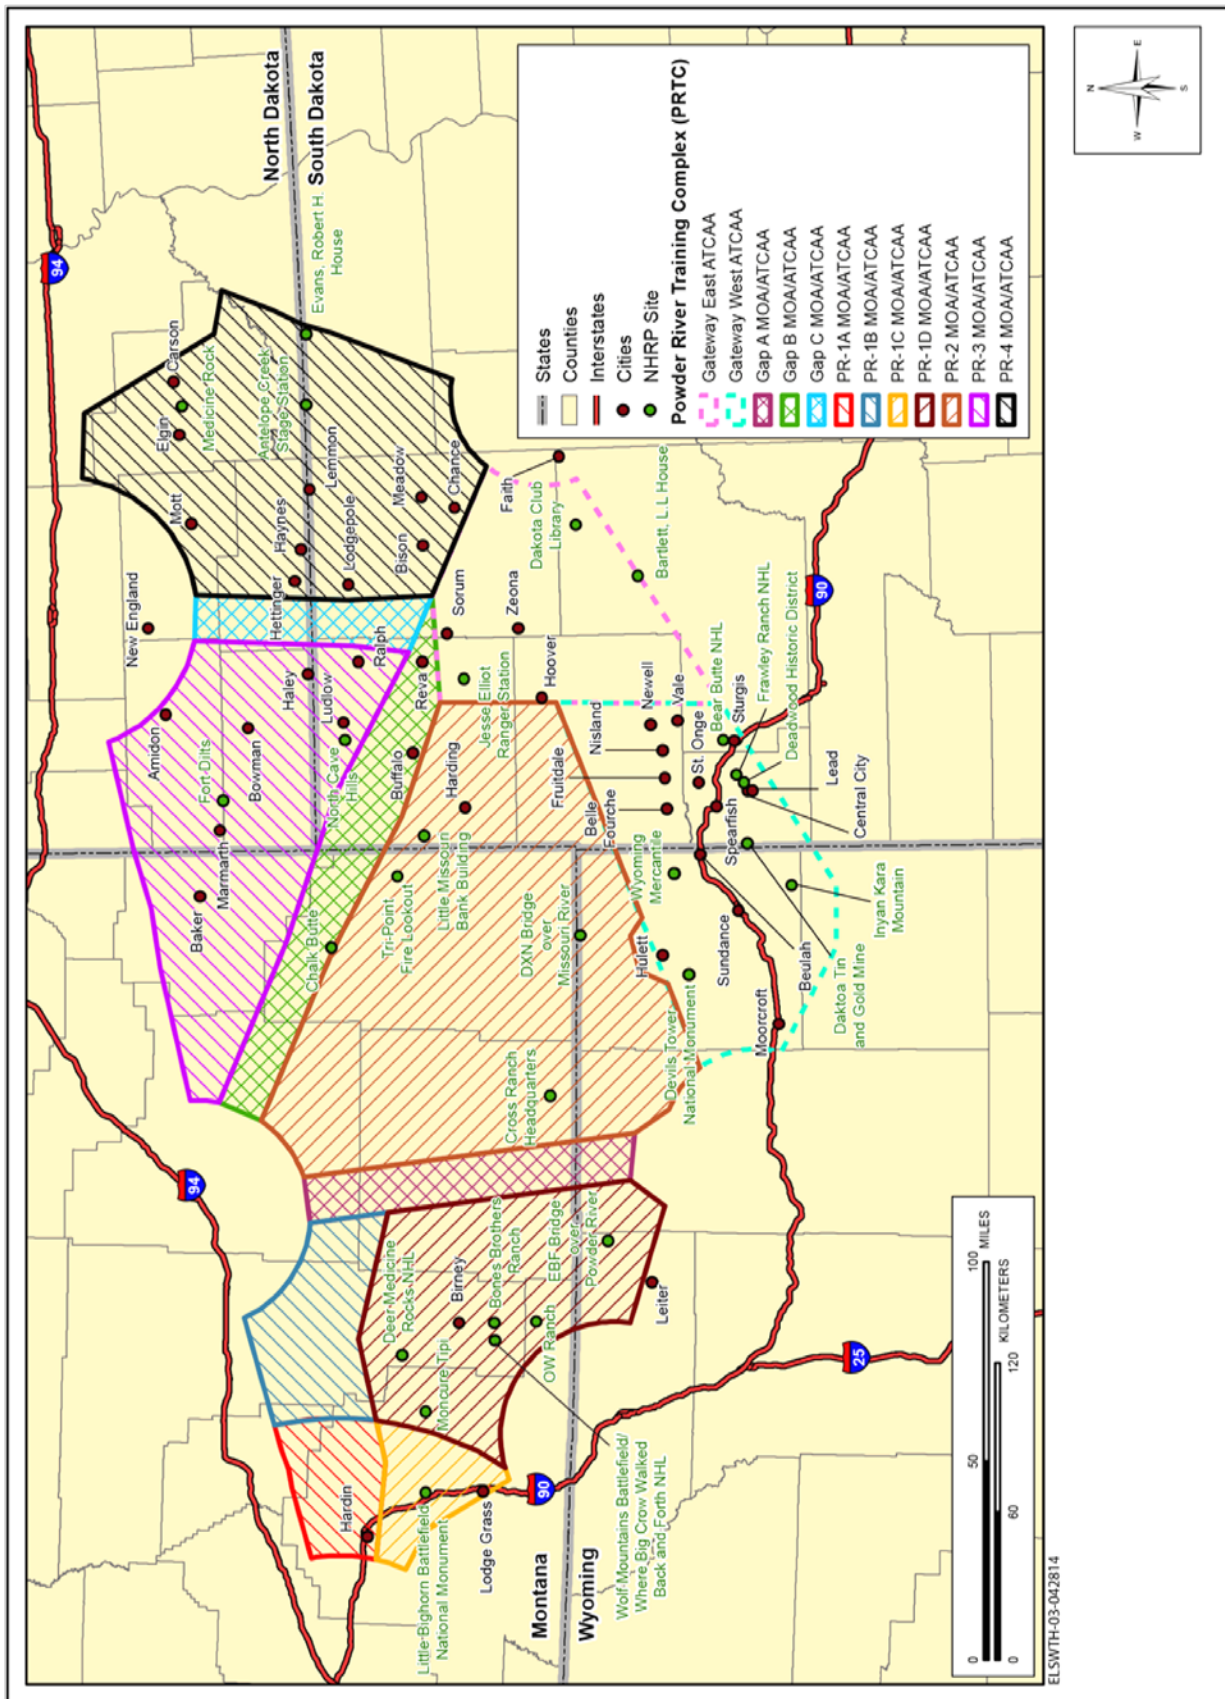 North Dakota
South Dakota
94
Evans, Robert H.
House
Carson
Medicine Rock
Elgin
Antelope Creek
Stage Station
Lemmon
Mott
Haynes
Lodgepole
Meadow
Chance
Bison
Hettinger
New England
Faith
Dakota Club
Library
Bartlett, L.L House
Sorum
Zeona
Ralph
Reva
Haley
Ludlow
Amidon
Bowman
Fort Dilts
North Cave
Hills
Buffalo
Marmarth
Baker
Chalk Butte
Jesse Elliot
Ranger Station
Hoover
Harding
Nisland
Newell
Vale
Fruitdale
Belle
Fourche
St. Onge
Bear Butte NHL
Sturgis
Frawley Ranch NHL
Deadwood Historic District
Lead
Central City
Spearfish
90
Tri-Point
Fire Lookout
Little Missouri
Bank Building
DXN Bridge
over
Missouri River
Wyoming
Mercantile
Hulett
Sundance
Beulah
Inyan Kara
Mountain
Daktoa Tin
and Gold Mine
Devils Tower
National Monument
Moorcroft
Cross Ranch
Headquarters
94
Deer Medicine
Rocks NHL
Birney
Bones Brothers
Ranch
EBF Bridge
over
Powder River
OW Ranch
Moncure Tipi
Leiter
Hardin
Little Bighorn Battlefield
National Monument
Lodge Grass
90
25
Wolf Mountains Battlefield/
Where Big Crow Walked
Back and Forth NHL
Montana
Wyoming
States
Counties
Interstates
Cities
NHRP Site
Powder River Training Complex (PRTC)
Gateway East ATCAA
Gateway West ATCAA
Gap A MOA/ATCAA
Gap B MOA/ATCAA
Gap C MOA/ATCAA
PR-1A MOA/ATCAA
PR-1B MOA/ATCAA
PR-1C MOA/ATCAA
PR-1D MOA/ATCAA
PR-2 MOA/ATCAA
PR-3 MOA/ATCAA
PR-4 MOA/ATCAA
0 50 100
MILES
KILOMETERS
0 60 120
N
W E
S
ELSWTH-03-042814